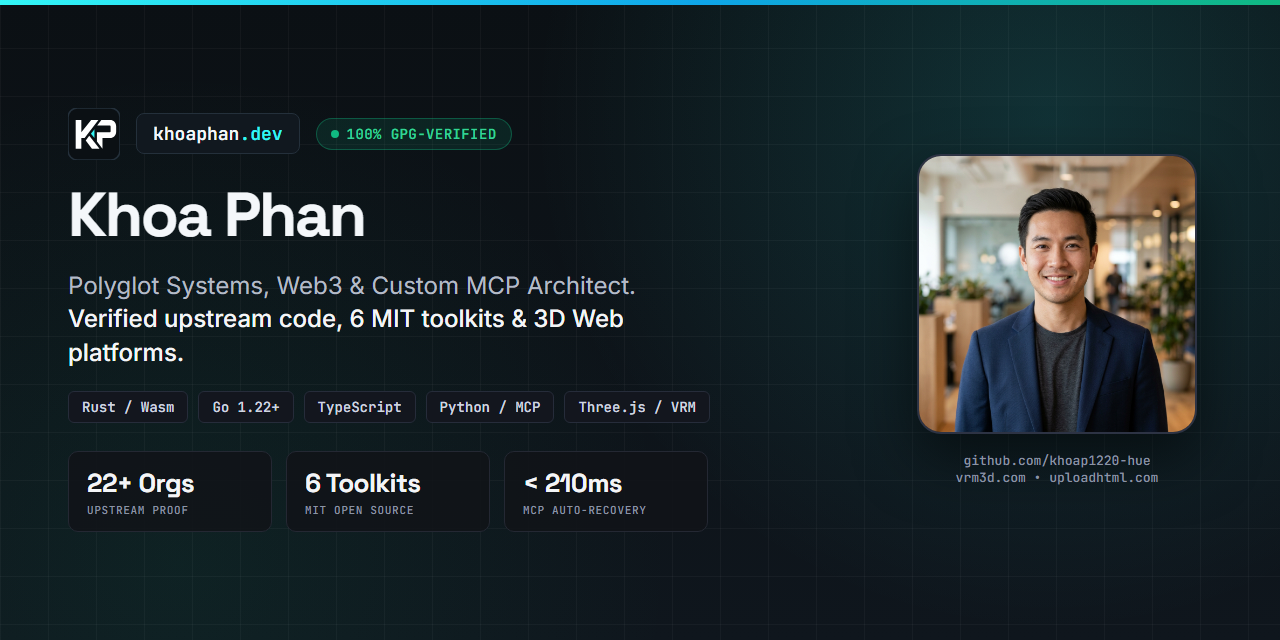 KP
khoaphan.dev
100% GPG-VERIFIED
Khoa Phan
Polyglot Systems, Web3 & Custom MCP Architect.
Verified upstream code, 6 MIT toolkits & 3D Web
platforms.
Rust / Wasm
Go 1.22+
TypeScript
Python / MCP
Three.js / VRM
22+ Orgs
UPSTREAM PROOF
6 Toolkits
MIT OPEN SOURCE
< 210ms
MCP AUTO-RECOVERY
github.com/khoap1220-hue
vrm3d.com • uploadhtml.com